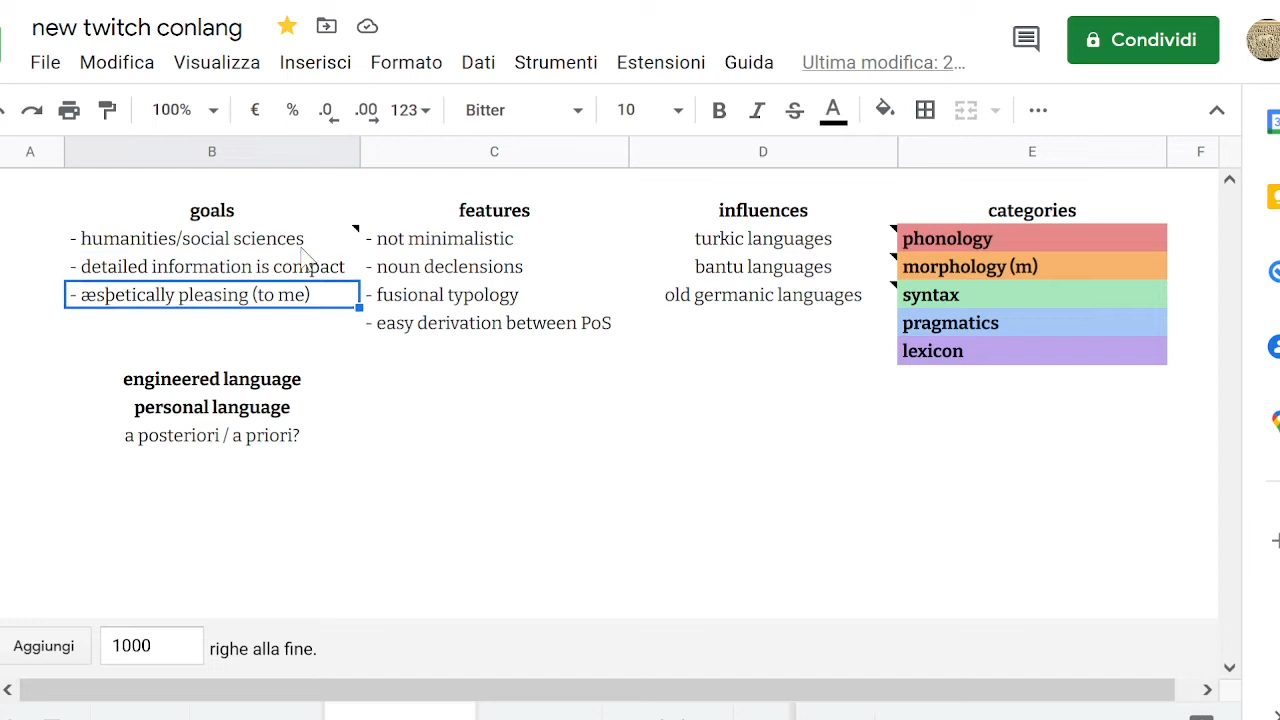 new twitch conlang
Condividi
File Modifica Visualizza Inserisci Formato Dati Strumenti Estensioni Guida Ultima modifica: 2...
100% € % .0 .00 123 Bitter 10 B I S A
A B C D E F
goals features influences categories
- humanities/social sciences - not minimalistic turkic languages phonology
- detailed information is compact - noun declensions bantu languages morphology (m)
- æsþetically pleasing (to me) - fusional typology old germanic languages syntax
- easy derivation between PoS pragmatics
lexicon
engineered language
personal language
a posteriori / a priori?
Aggiungi 1000 righe alla fine.